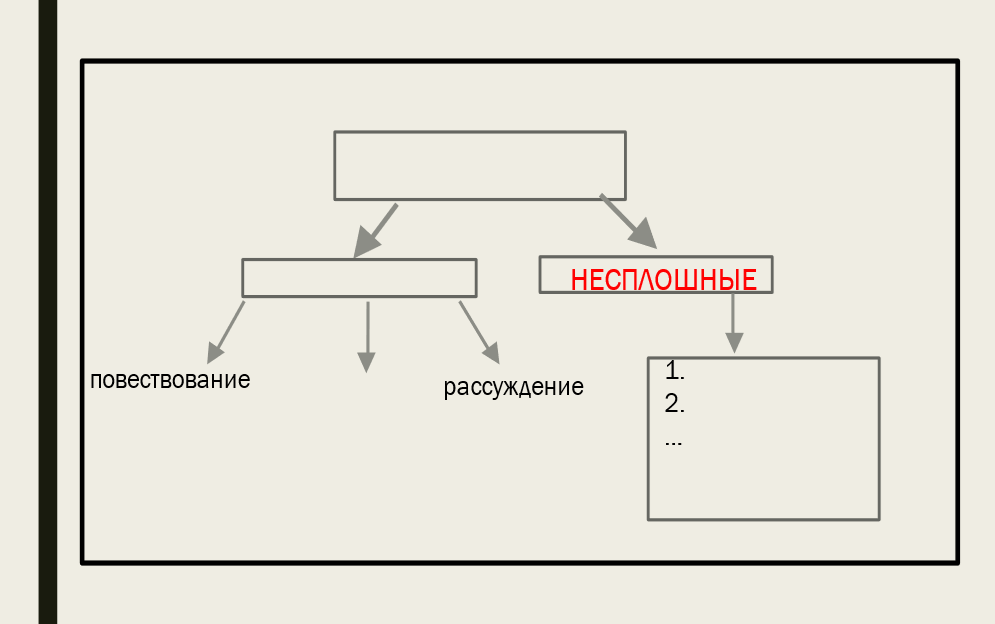 НЕСПЛОШНЫЕ
повествование
рассуждение
1.
2.
...